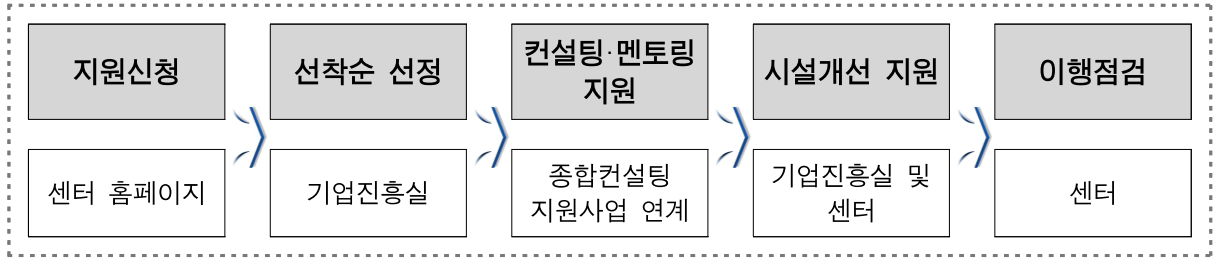 지원신청
선착순 선정
컨설팅·멘토링
지원
시설개선 지원
이행점검
센터 홈페이지
기업진흥실
종합컨설팅
지원사업 연계
기업진흥실 및
센터
센터